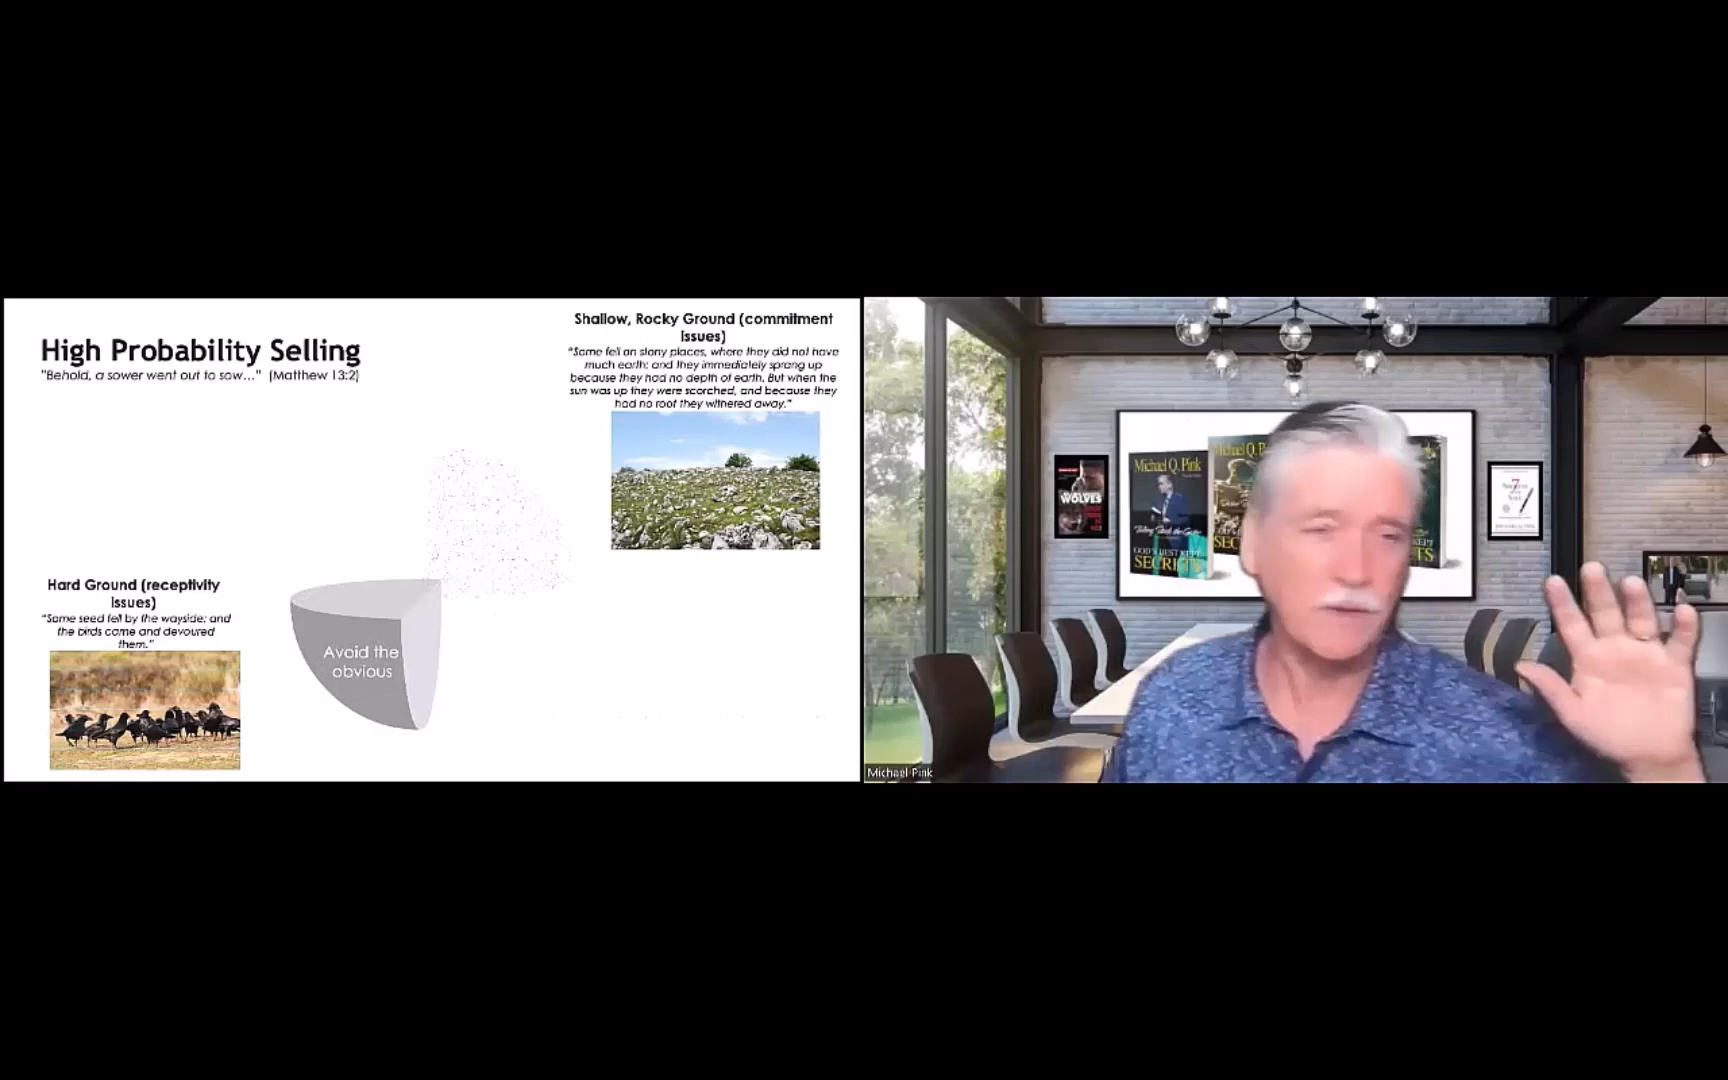 High Probability Selling
"Behold, a sower went out to sow..." (Matthew 13:2)
Shallow, Rocky Ground (commitment
issues)
"Some fell on stony places, where they did not have
much earth; and they immediately sprang up
because they had no depth of earth. But when the
sun was up they were scorched, and because they
had no root they withered away."
Hard Ground (receptivity
issues)
"Some seed fell by the wayside; and
the birds came and devoured
them."
Avoid the
obvious
Michael Q. Pink
GOD'S BEST KEPT
SECRETS
WOLVES
7
Michael Pink